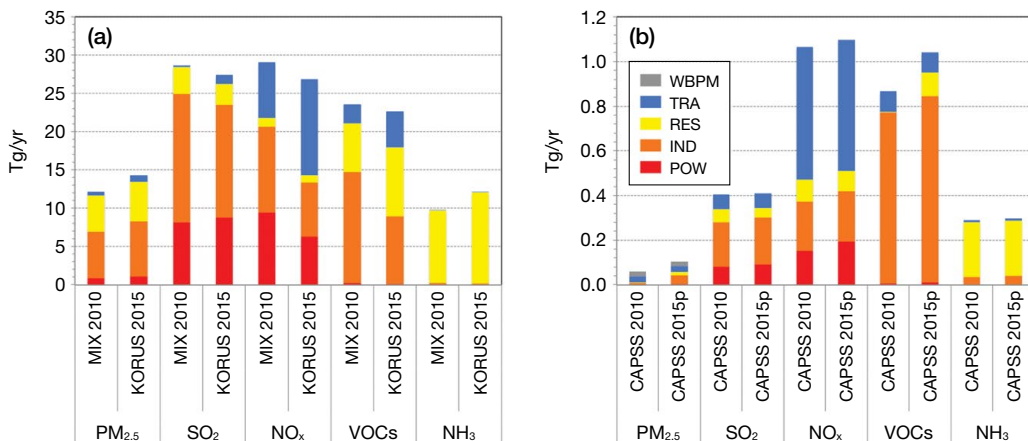 (a)
Tg/yr
35
30
25
20
15
10
5
0
MIX 2010
KORUS 2015
MIX 2010
KORUS 2015
MIX 2010
KORUS 2015
MIX 2010
KORUS 2015
MIX 2010
KORUS 2015
PM2.5 SO2 NOx VOCs NH3
(b)
Tg/yr
1.2
1.0
0.8
0.6
0.4
0.2
0.0
WBPM
TRA
RES
IND
POW
CAPSS 2010
CAPSS 2015p
CAPSS 2010
CAPSS 2015p
CAPSS 2010
CAPSS 2015p
CAPSS 2010
CAPSS 2015p
CAPSS 2010
CAPSS 2015p
PM2.5 SO2 NOx VOCs NH3